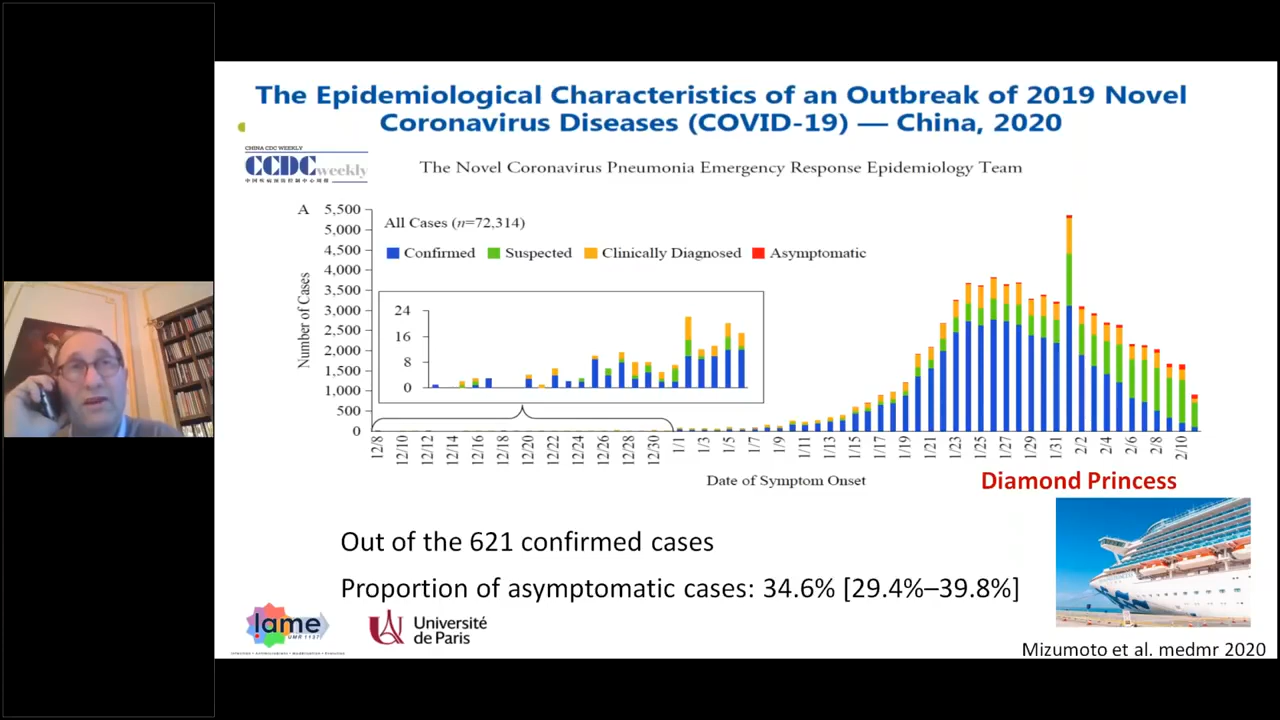 The Epidemiological Characteristics of an Outbreak of 2019 Novel
Coronavirus Diseases (COVID-19) — China, 2020
CHINA CDC WEEKLY
CCDC weekly
The Novel Coronavirus Pneumonia Emergency Response Epidemiology Team
A
5,500
5,000
4,500
4,000
3,500
3,000
2,500
2,000
1,500
1,000
500
0
Number of Cases
All Cases (n=72,314)
Confirmed Suspected Clinically Diagnosed Asymptomatic
24
16
8
0
12/8 12/10 12/12 12/14 12/16 12/18 12/20 12/22 12/24 12/26 12/28 12/30 1/1 1/3 1/5 1/7 1/9 1/11 1/13 1/15 1/17 1/19 1/21 1/23 1/25 1/27 1/29 1/31 2/2 2/4 2/6 2/8 2/10
Date of Symptom Onset
Diamond Princess
Out of the 621 confirmed cases
Proportion of asymptomatic cases: 34.6% [29.4%–39.8%]
Iame
UMR 1137
Université
de Paris
Mizumoto et al. medmr 2020